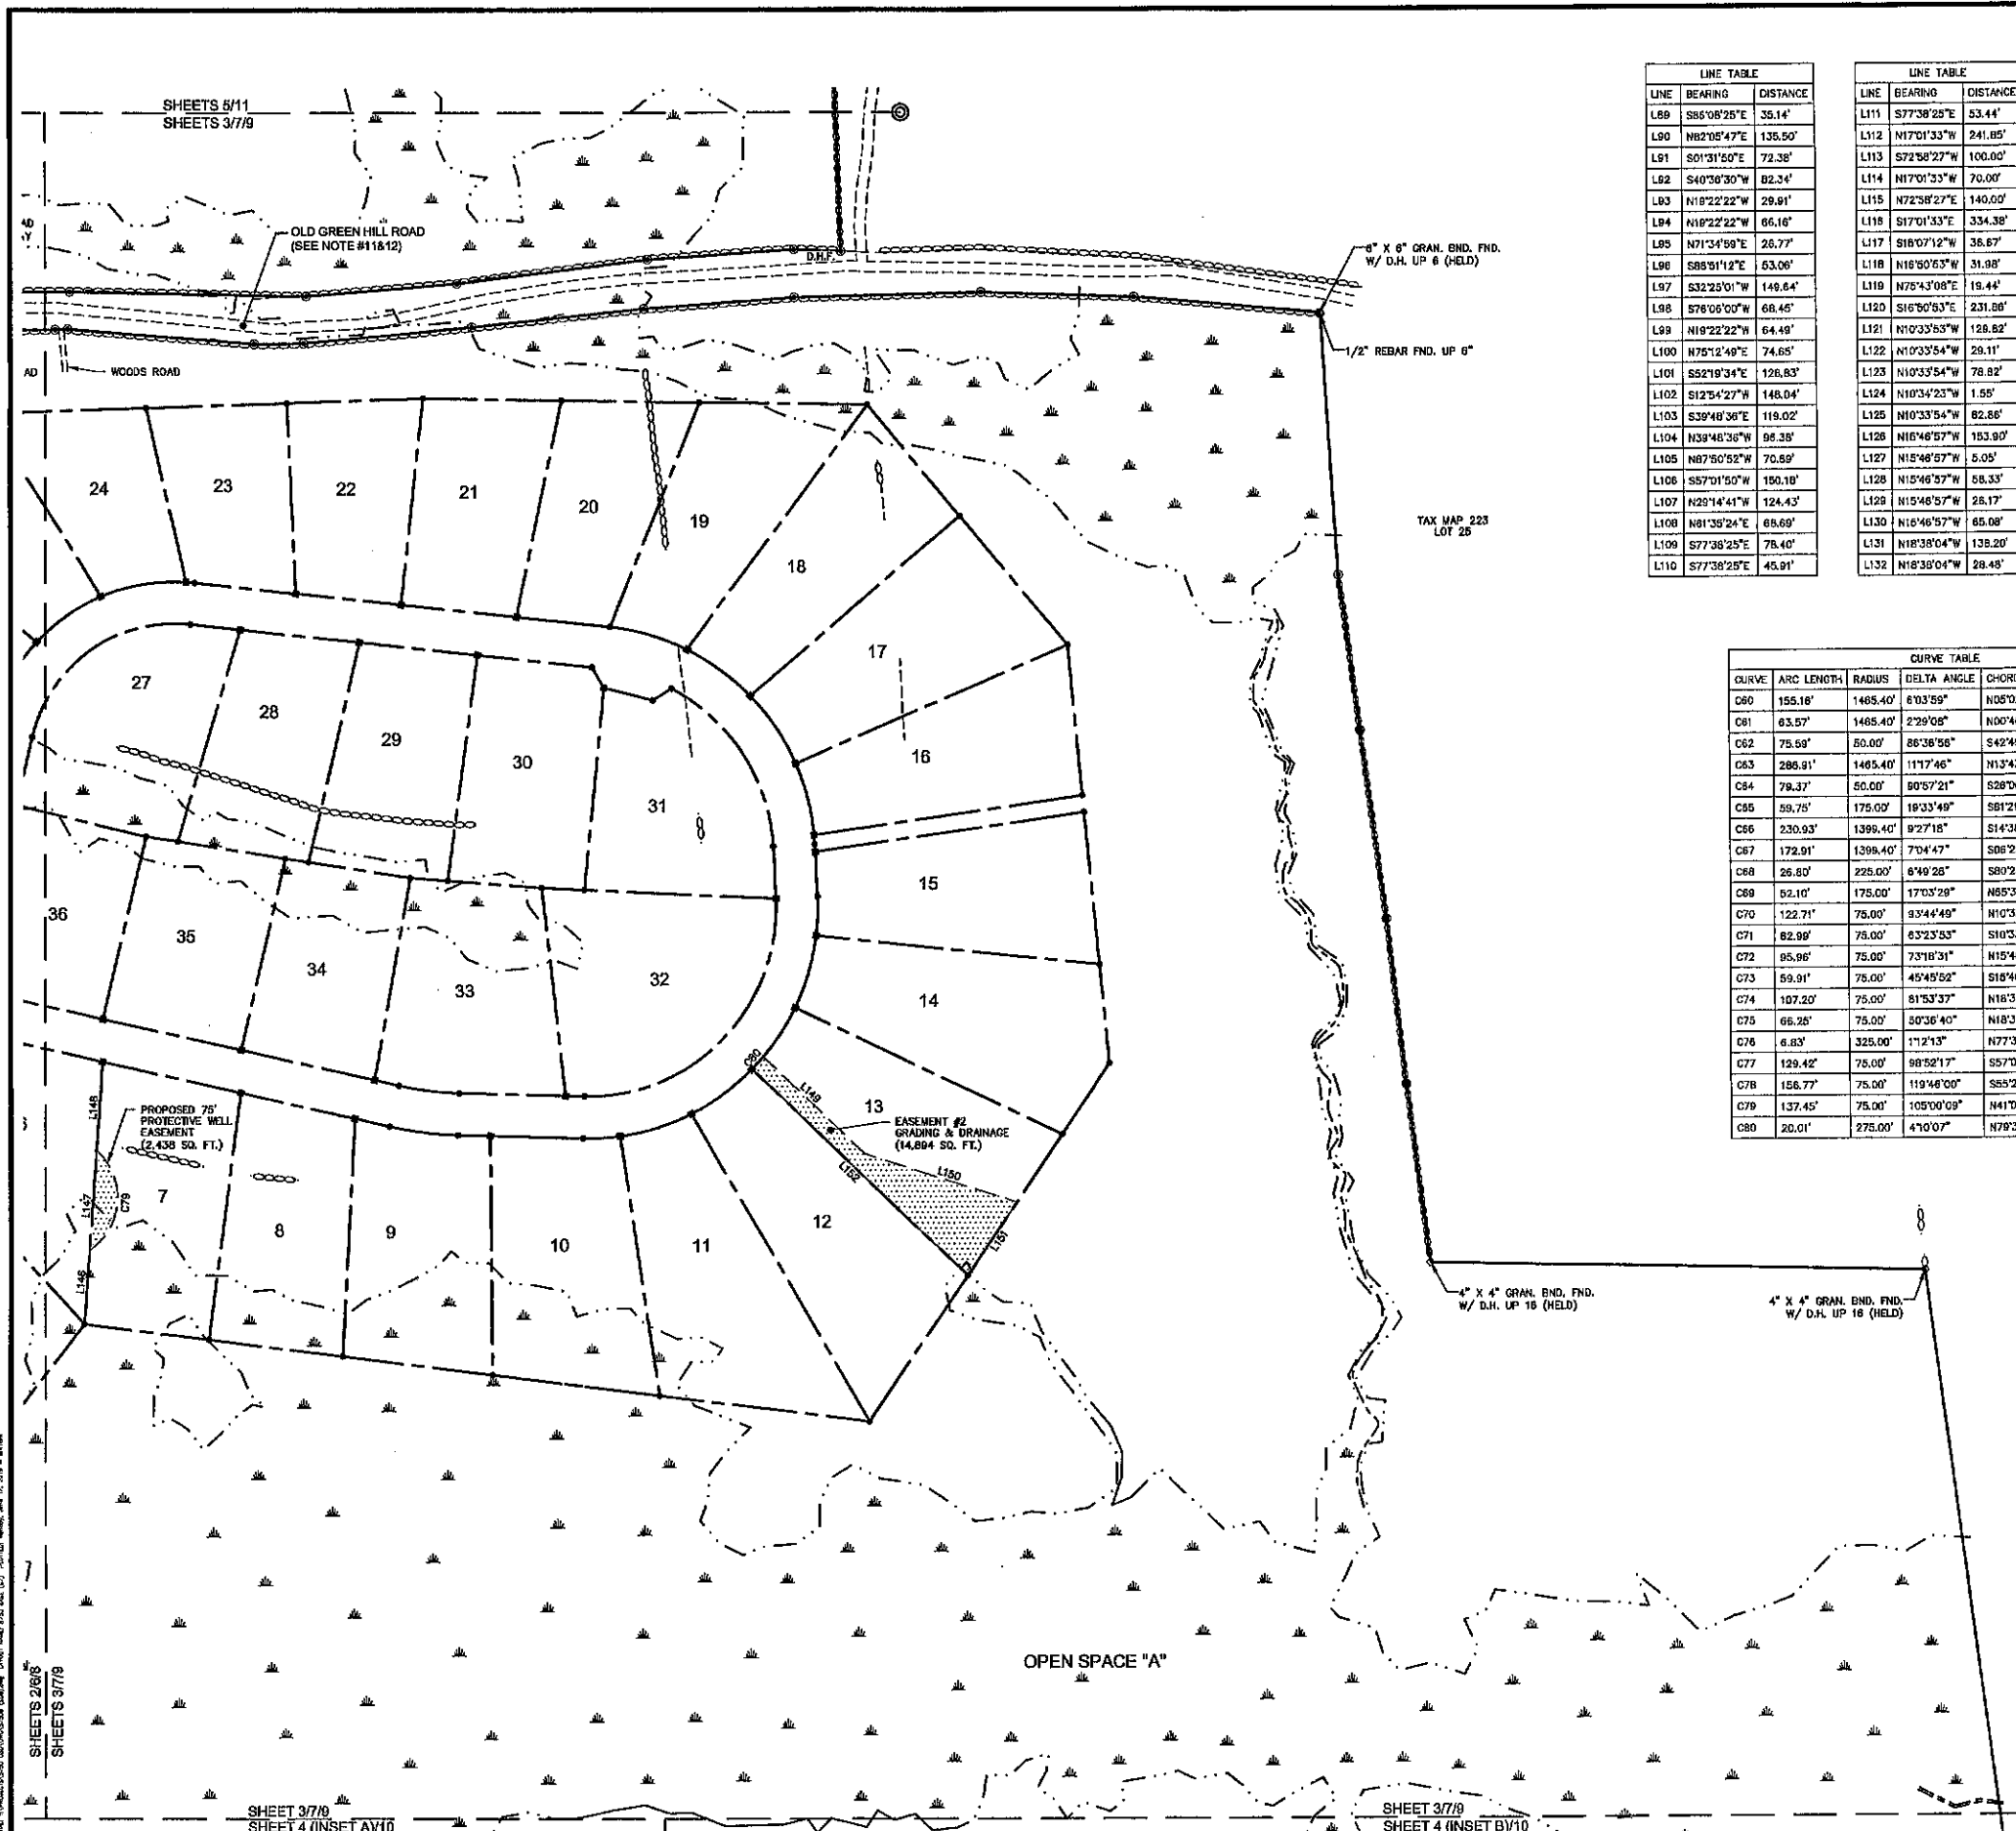 SHEETS 5/11
SHEETS 3/7/9
OLD GREEN HILL ROAD
(SEE NOTE #11&12)
WOODS ROAD
AD
D.H.F.
6" X 6" GRAN. BND. FND.
W/ D.H. UP 6 (HELD)
1/2" REBAR FND. UP 6"
TAX MAP 223
LOT 25
24
23
22
21
20
19
18
17
16
15
14
13
12
11
10
9
8
7
27
28
29
30
31
32
33
34
35
36
PROPOSED 75'
PROTECTIVE WELL
EASEMENT
(2,438 SQ. FT.)
L148
L147
L146
C79
C80
L149
L150
L151
L152
EASEMENT #2
GRADING & DRAINAGE
(14,894 SQ. FT.)
4" X 4" GRAN. BND. FND.
W/ D.H. UP 16 (HELD)
4" X 4" GRAN. BND. FND.
W/ D.H. UP 16 (HELD)
OPEN SPACE "A"
SHEETS 2/6/8
SHEETS 3/7/9
SHEET 3/7/9
SHEET 4 (INSET A)/10
SHEET 3/7/9
SHEET 4 (INSET B)/10
LINE TABLE
LINE BEARING DISTANCE
L89 S85°08'25"E 35.14'
L90 N82°05'47"E 135.50'
L91 S01°31'50"E 72.38'
L92 S40°36'30"W 82.34'
L93 N19°22'22"W 29.91'
L94 N19°22'22"W 66.16'
L95 N71°34'59"E 26.77'
L96 S88°51'12"E 53.06'
L97 S32°25'01"W 149.64'
L98 S76°06'00"W 68.45'
L99 N19°22'22"W 64.49'
L100 N75°12'49"E 74.65'
L101 S52°19'34"E 128.83'
L102 S12°54'27"W 148.04'
L103 S39°48'36"E 119.02'
L104 N39°48'36"W 96.38'
L105 N87°50'52"W 70.89'
L106 S57°01'50"W 150.18'
L107 N29°14'41"W 124.43'
L108 N61°35'24"E 68.69'
L109 S77°38'25"E 78.40'
L110 S77°38'25"E 45.91'
LINE TABLE
LINE BEARING DISTANCE
L111 S77°38'25"E 53.44'
L112 N17°01'33"W 241.85'
L113 S72°58'27"W 100.00'
L114 N17°01'33"W 70.00'
L115 N72°58'27"E 140.00'
L116 S17°01'33"E 334.38'
L117 S18°07'12"W 36.67'
L118 N16°50'53"W 31.98'
L119 N75°43'08"E 19.44'
L120 S16°50'53"E 231.86'
L121 N10°33'53"W 128.82'
L122 N10°33'54"W 29.11'
L123 N10°33'54"W 78.82'
L124 N10°34'23"W 1.55'
L125 N10°33'54"W 82.86'
L126 N15°46'57"W 153.90'
L127 N15°46'57"W 5.05'
L128 N15°46'57"W 58.33'
L129 N15°46'57"W 26.17'
L130 N15°46'57"W 65.08'
L131 N18°38'04"W 138.20'
L132 N18°38'04"W 28.48'
CURVE TABLE
CURVE ARC LENGTH RADIUS DELTA ANGLE
C60 155.16' 1465.40' 6°03'59"
C61 63.57' 1465.40' 2°29'08"
C62 75.59' 50.00' 86°36'56"
C63 288.91' 1465.40' 11°17'46"
C64 79.37' 50.00' 90°57'21"
C65 59.75' 175.00' 19°33'49"
C66 230.93' 1399.40' 9°27'18"
C67 172.91' 1399.40' 7°04'47"
C68 26.80' 225.00' 6°49'28"
C69 52.10' 175.00' 17°03'29"
C70 122.71' 75.00' 93°44'49"
C71 82.99' 75.00' 63°23'53"
C72 95.96' 75.00' 73°18'31"
C73 59.91' 75.00' 45°45'52"
C74 107.20' 75.00' 81°53'37"
C75 66.25' 75.00' 50°36'40"
C76 6.83' 325.00' 1°12'13"
C77 129.42' 75.00' 98°52'17"
C78 156.77' 75.00' 119°46'00"
C79 137.45' 75.00' 105°00'09"
C80 20.01' 275.00' 4°10'07"